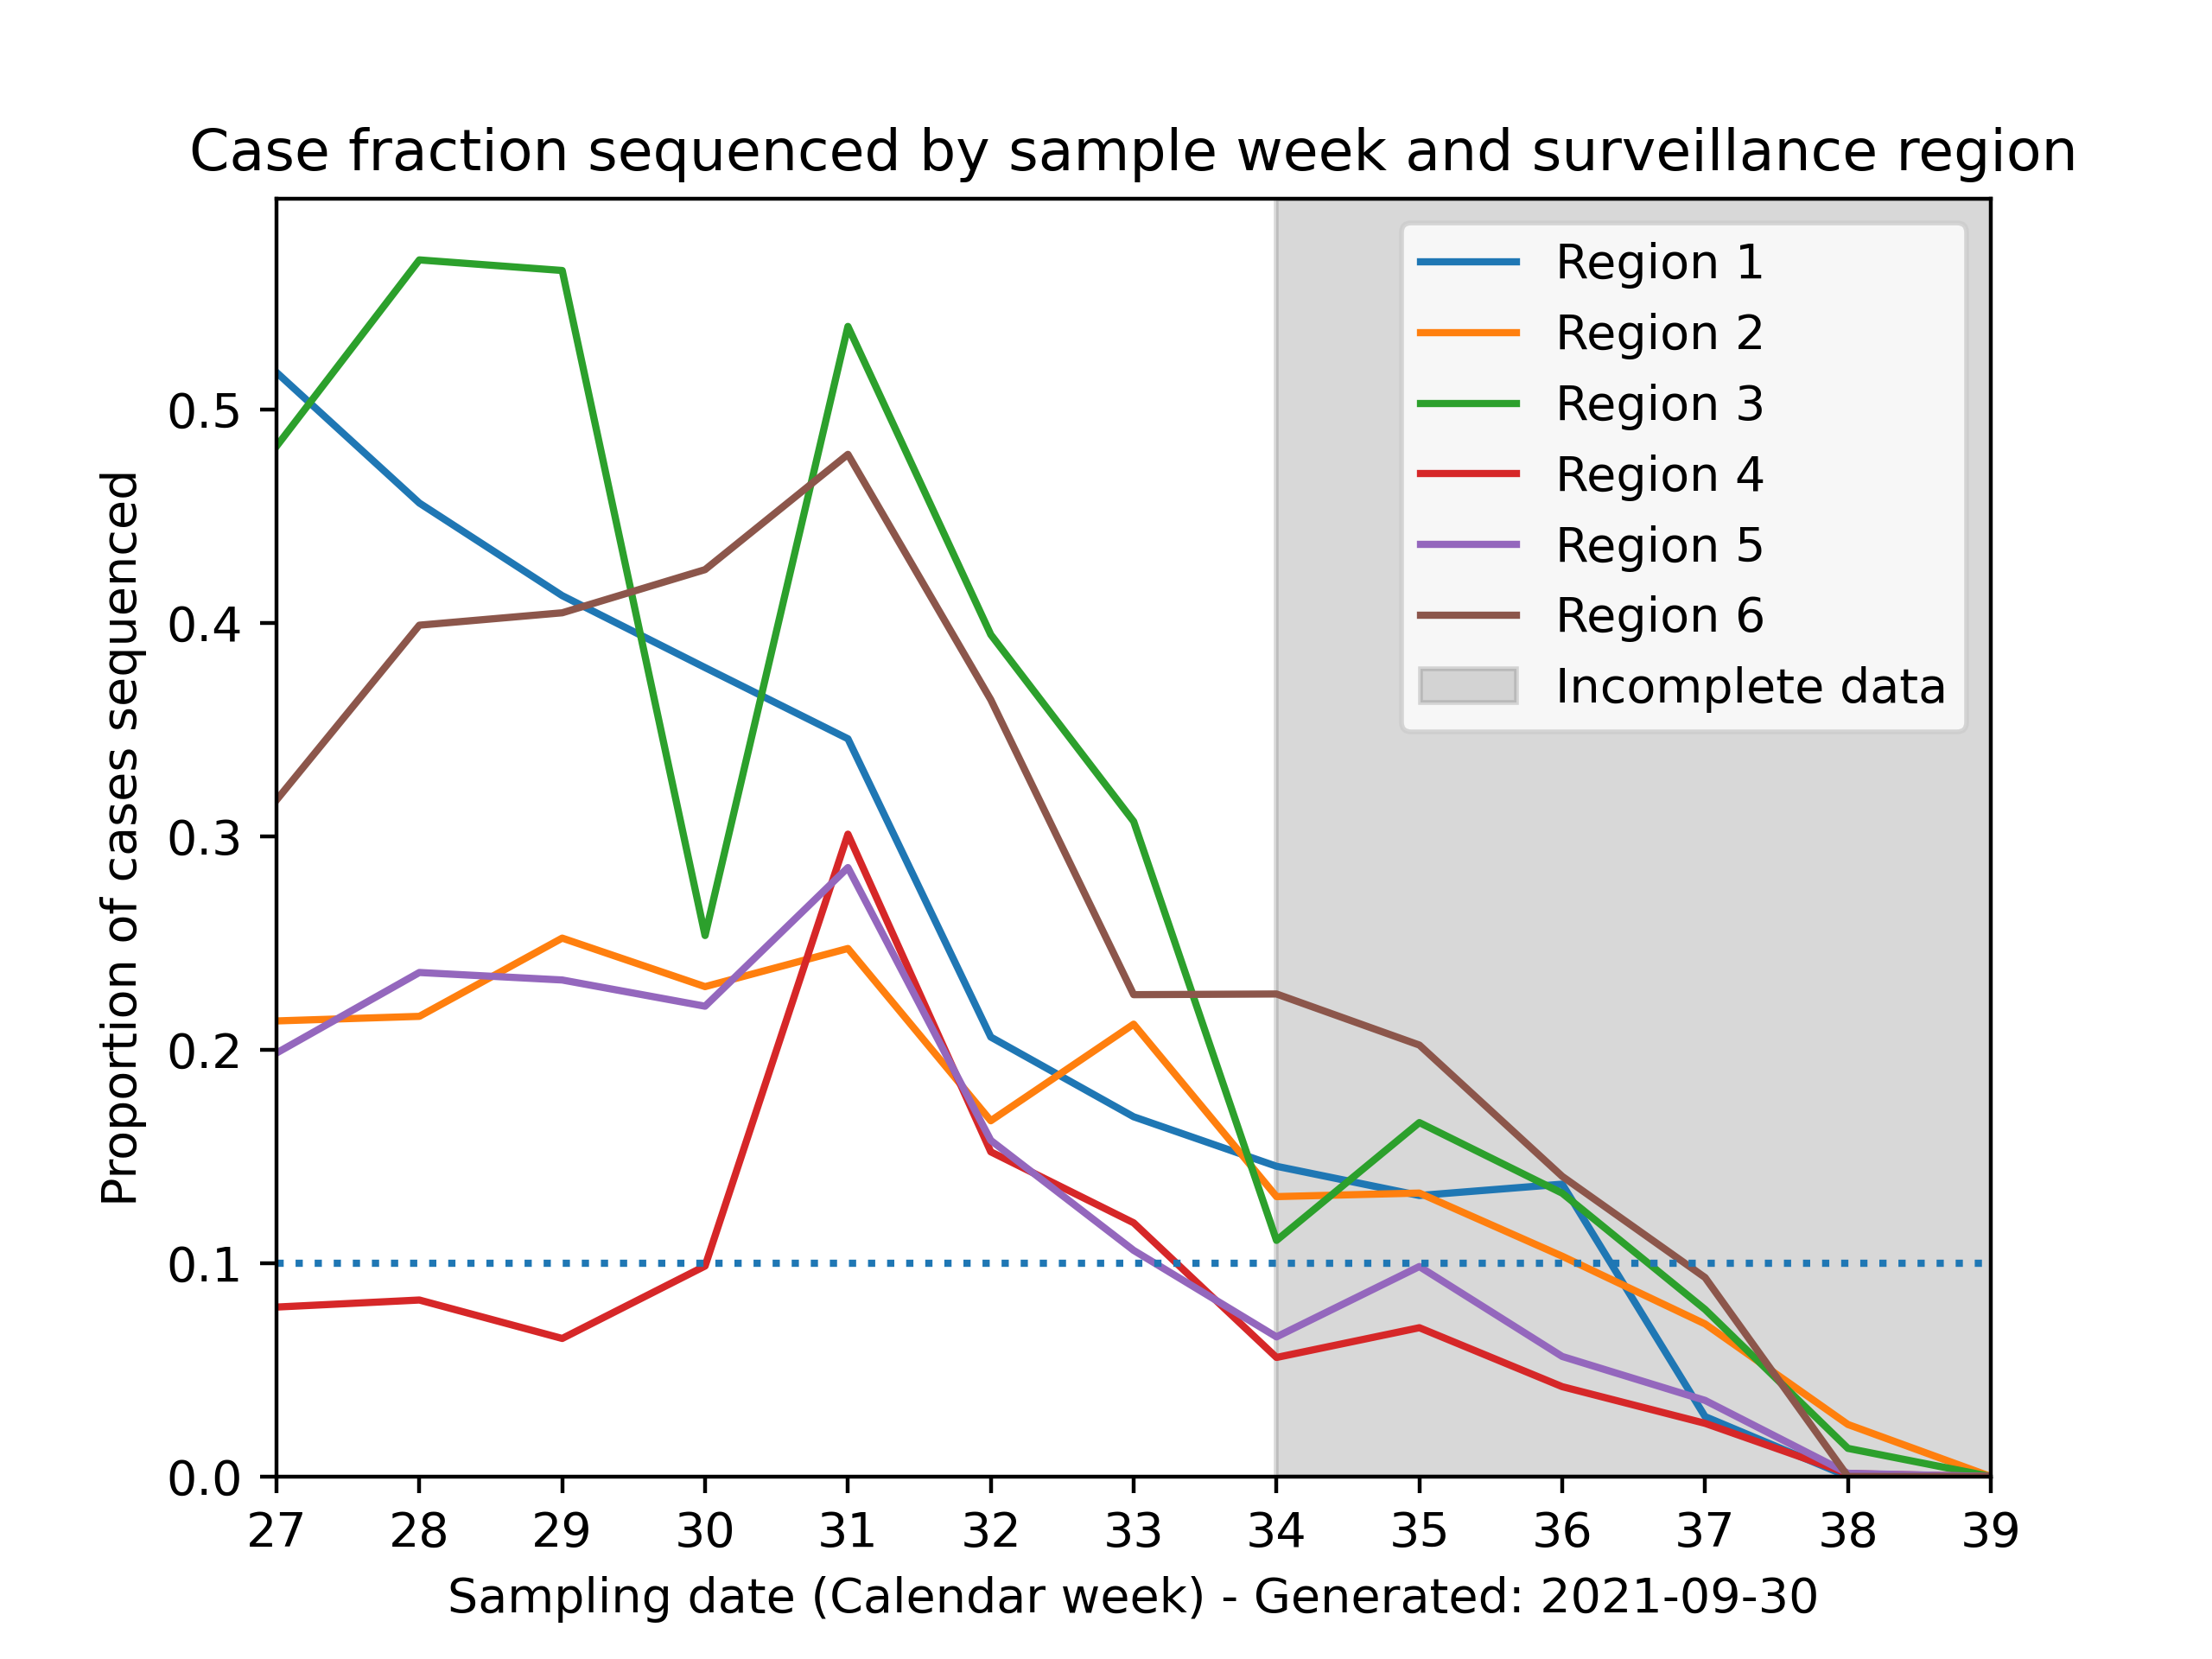 Case fraction sequenced by sample week and surveillance region
Region 1
Region 2
Region 3
Region 4
Region 5
Region 6
Incomplete data
Proportion of cases sequenced
0.5
0.4
0.3
0.2
0.1
0.0
27 28 29 30 31 32 33 34 35 36 37 38 39
Sampling date (Calendar week) - Generated: 2021-09-30